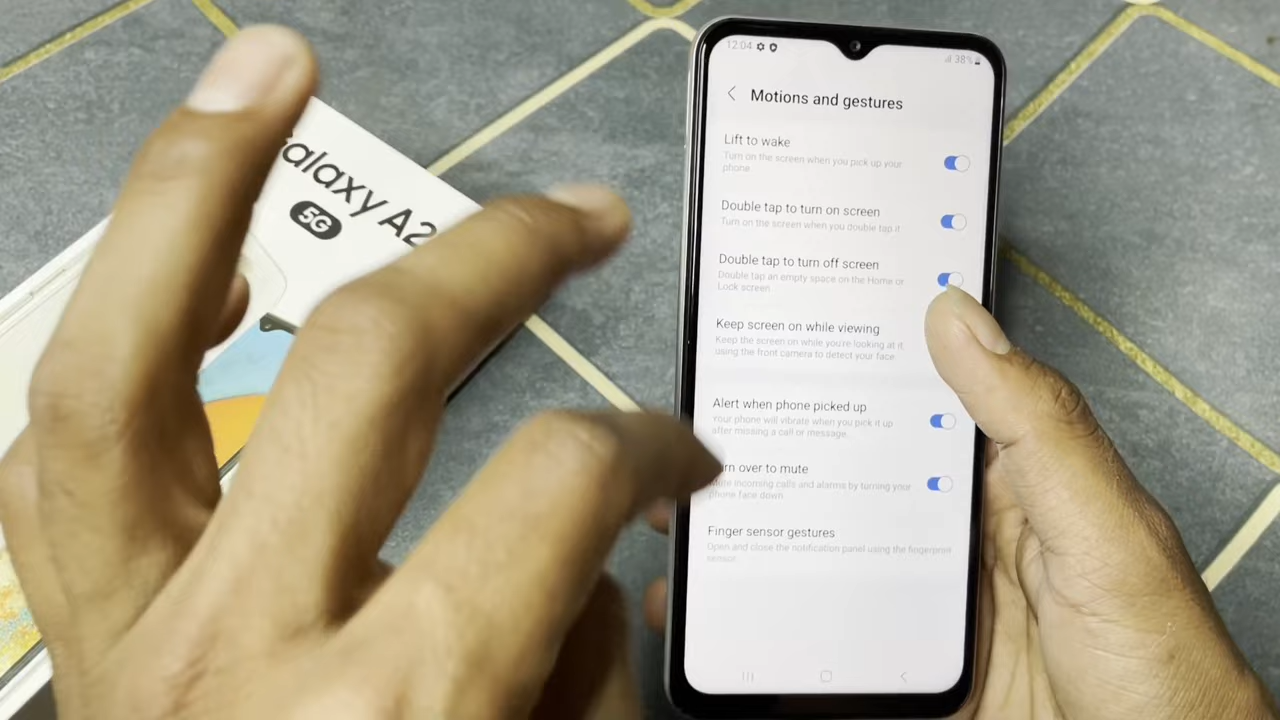 alaxy A2
5G
12:04
38%
Motions and gestures
Lift to wake
Turn on the screen when you pick up your
phone.
Double tap to turn on screen
Turn on the screen when you double tap it.
Double tap to turn off screen
Double tap an empty space on the Home or
Lock screen.
Keep screen on while viewing
Keep the screen on while you're looking at it,
using the front camera to detect your face.
Alert when phone picked up
Your phone will vibrate when you pick it up
after missing a call or message.
urn over to mute
Mute incoming calls and alarms by turning your
phone face down.
Finger sensor gestures
Open and close the notification panel using the fingerprint
sensor.